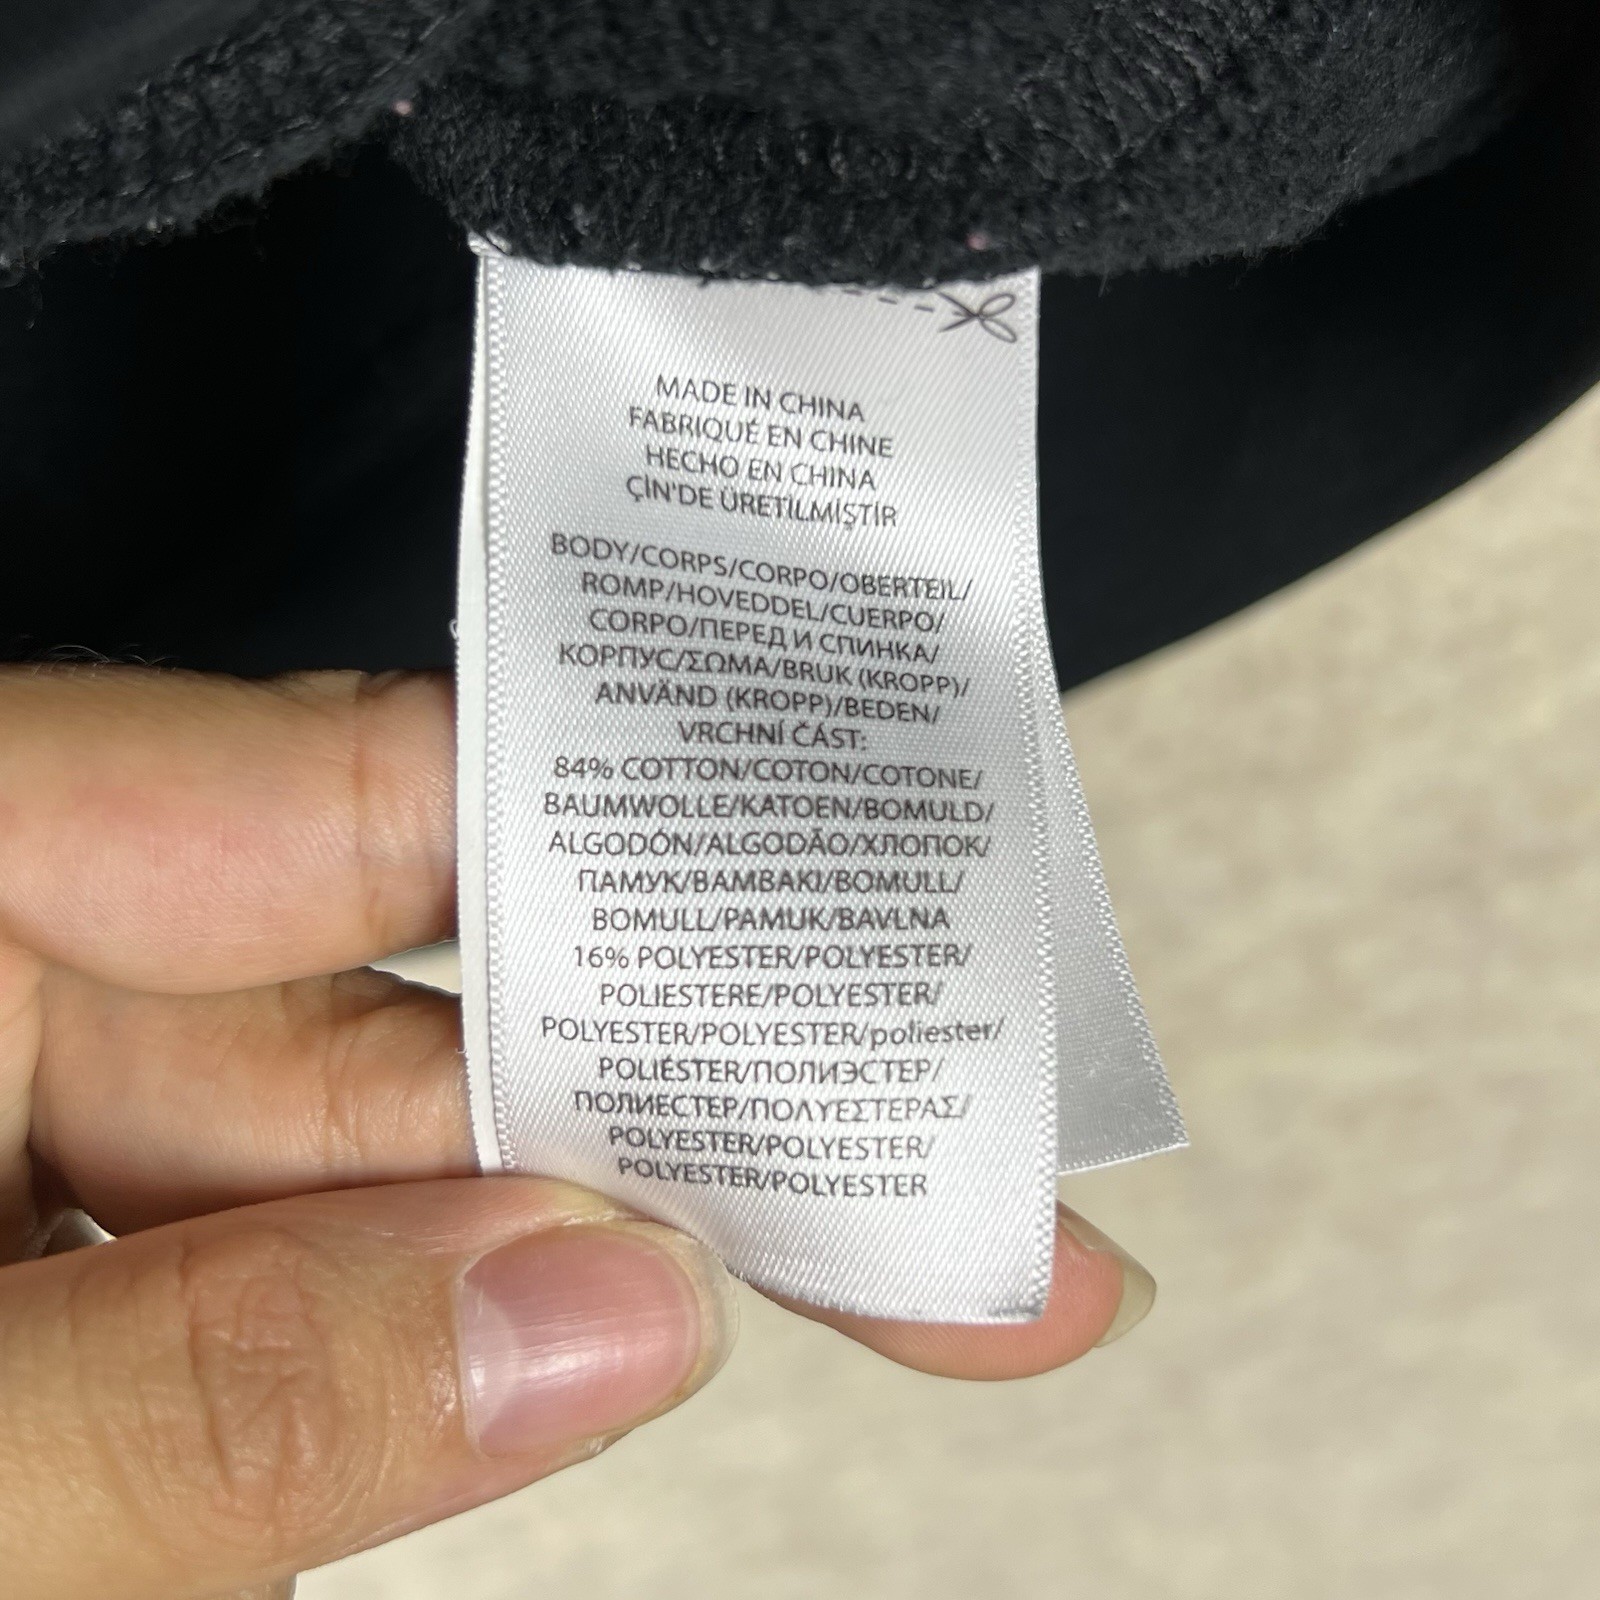 MADE IN CHINA
FABRIQUÉ EN CHINE
HECHO EN CHINA
ÇİN'DE ÜRETİLMİŞTİR
BODY/CORPS/CORPO/OBERTEIL/
ROMP/HOVEDDEL/CUERPO/
CORPO/ПЕРЕД И СПИНКА/
КОРПУС/ΣΩΜΑ/BRUK (KROPP)/
ANVÄND (KROPP)/BEDEN/
VRCHNÍ ČÁST:
84% COTTON/COTON/COTONE/
BAUMWOLLE/KATOEN/BOMULD/
ALGODÓN/ALGODÃO/ХЛОПОК/
ПАМУК/BAMBAKI/BOMULL/
BOMULL/PAMUK/BAVLNA
16% POLYESTER/POLYESTER/
POLIESTERE/POLYESTER/
POLYESTER/POLYESTER/poliester/
POLIÉSTER/ПОЛИЭСТЕР/
ПОЛИЕСТЕР/ΠΟΛΥΕΣΤΕΡΑΣ/
POLYESTER/POLYESTER/
POLYESTER/POLYESTER